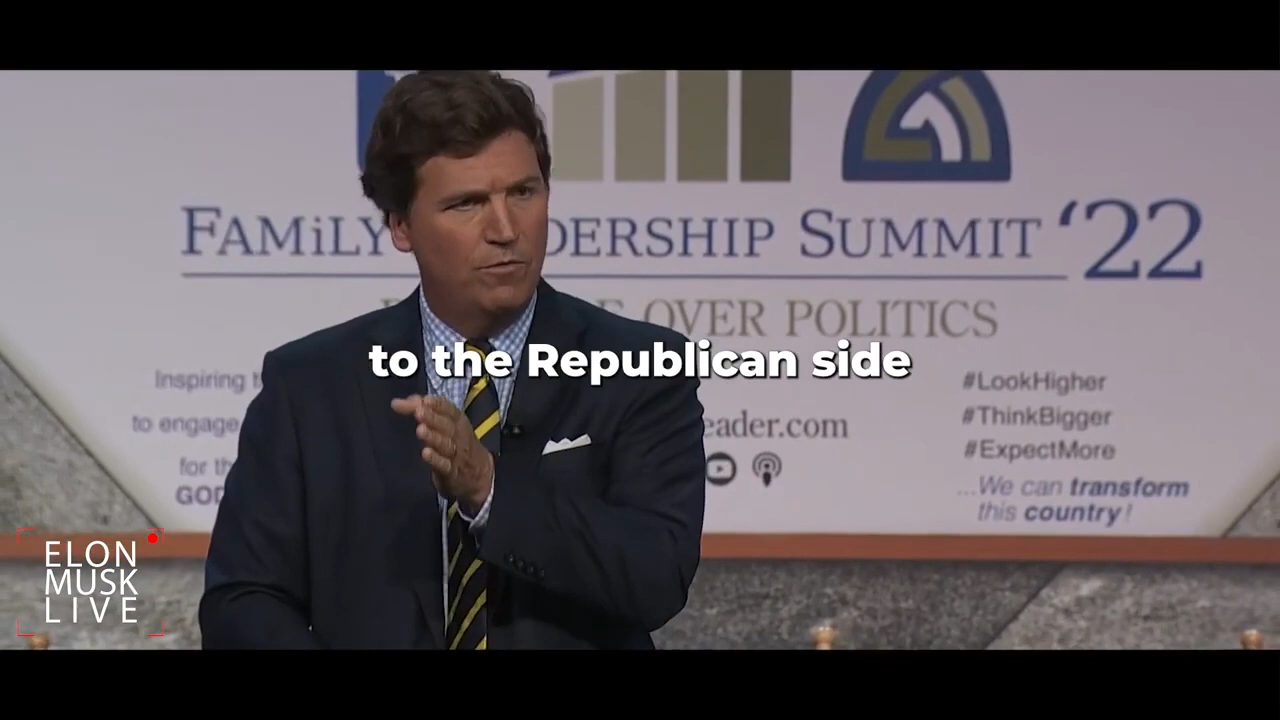 FAMiLY DERSHIP SUMMIT '22
OVER POLITICS
to the Republican side
Inspiring
to engage
for th
GOD
eader.com
#LookHigher
#ThinkBigger
#ExpectMore
...We can transform
this country!
ELON
MUSK
LIVE